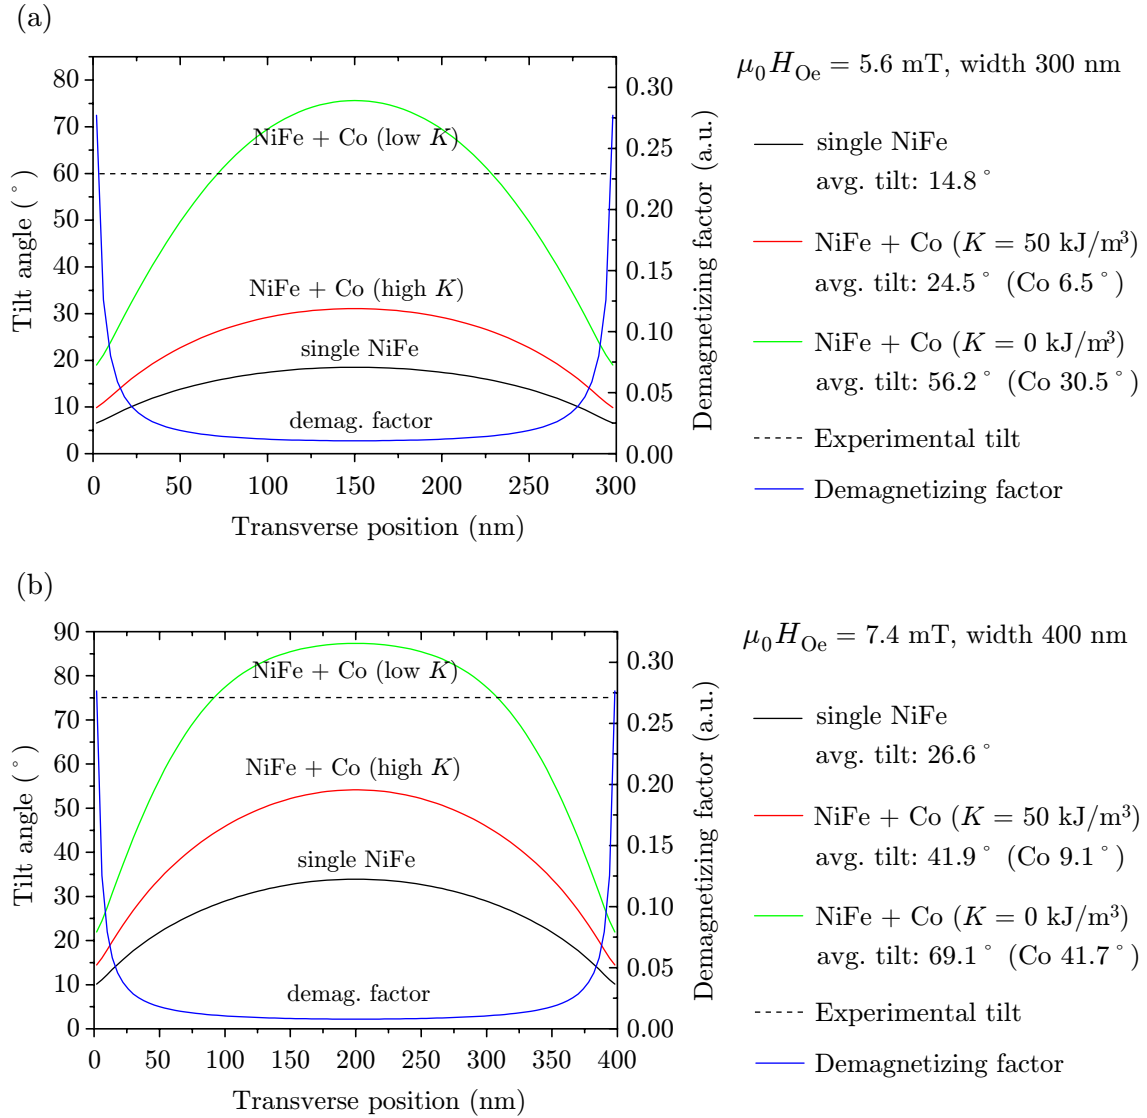 (a)
μ₀H_Oe = 5.6 mT, width 300 nm
Tilt angle (°)
0
10
20
30
40
50
60
70
80
NiFe + Co (low K)
NiFe + Co (high K)
single NiFe
demag. factor
0 50 100 150 200 250 300
Transverse position (nm)
0.00
0.05
0.10
0.15
0.20
0.25
0.30
Demagnetizing factor (a.u.)
single NiFe
avg. tilt: 14.8°
NiFe + Co (K = 50 kJ/m³)
avg. tilt: 24.5° (Co 6.5°)
NiFe + Co (K = 0 kJ/m³)
avg. tilt: 56.2° (Co 30.5°)
Experimental tilt
Demagnetizing factor
(b)
μ₀H_Oe = 7.4 mT, width 400 nm
Tilt angle (°)
0
10
20
30
40
50
60
70
80
90
NiFe + Co (low K)
NiFe + Co (high K)
single NiFe
demag. factor
0 50 100 150 200 250 300 350 400
Transverse position (nm)
0.00
0.05
0.10
0.15
0.20
0.25
0.30
Demagnetizing factor (a.u.)
single NiFe
avg. tilt: 26.6°
NiFe + Co (K = 50 kJ/m³)
avg. tilt: 41.9° (Co 9.1°)
NiFe + Co (K = 0 kJ/m³)
avg. tilt: 69.1° (Co 41.7°)
Experimental tilt
Demagnetizing factor